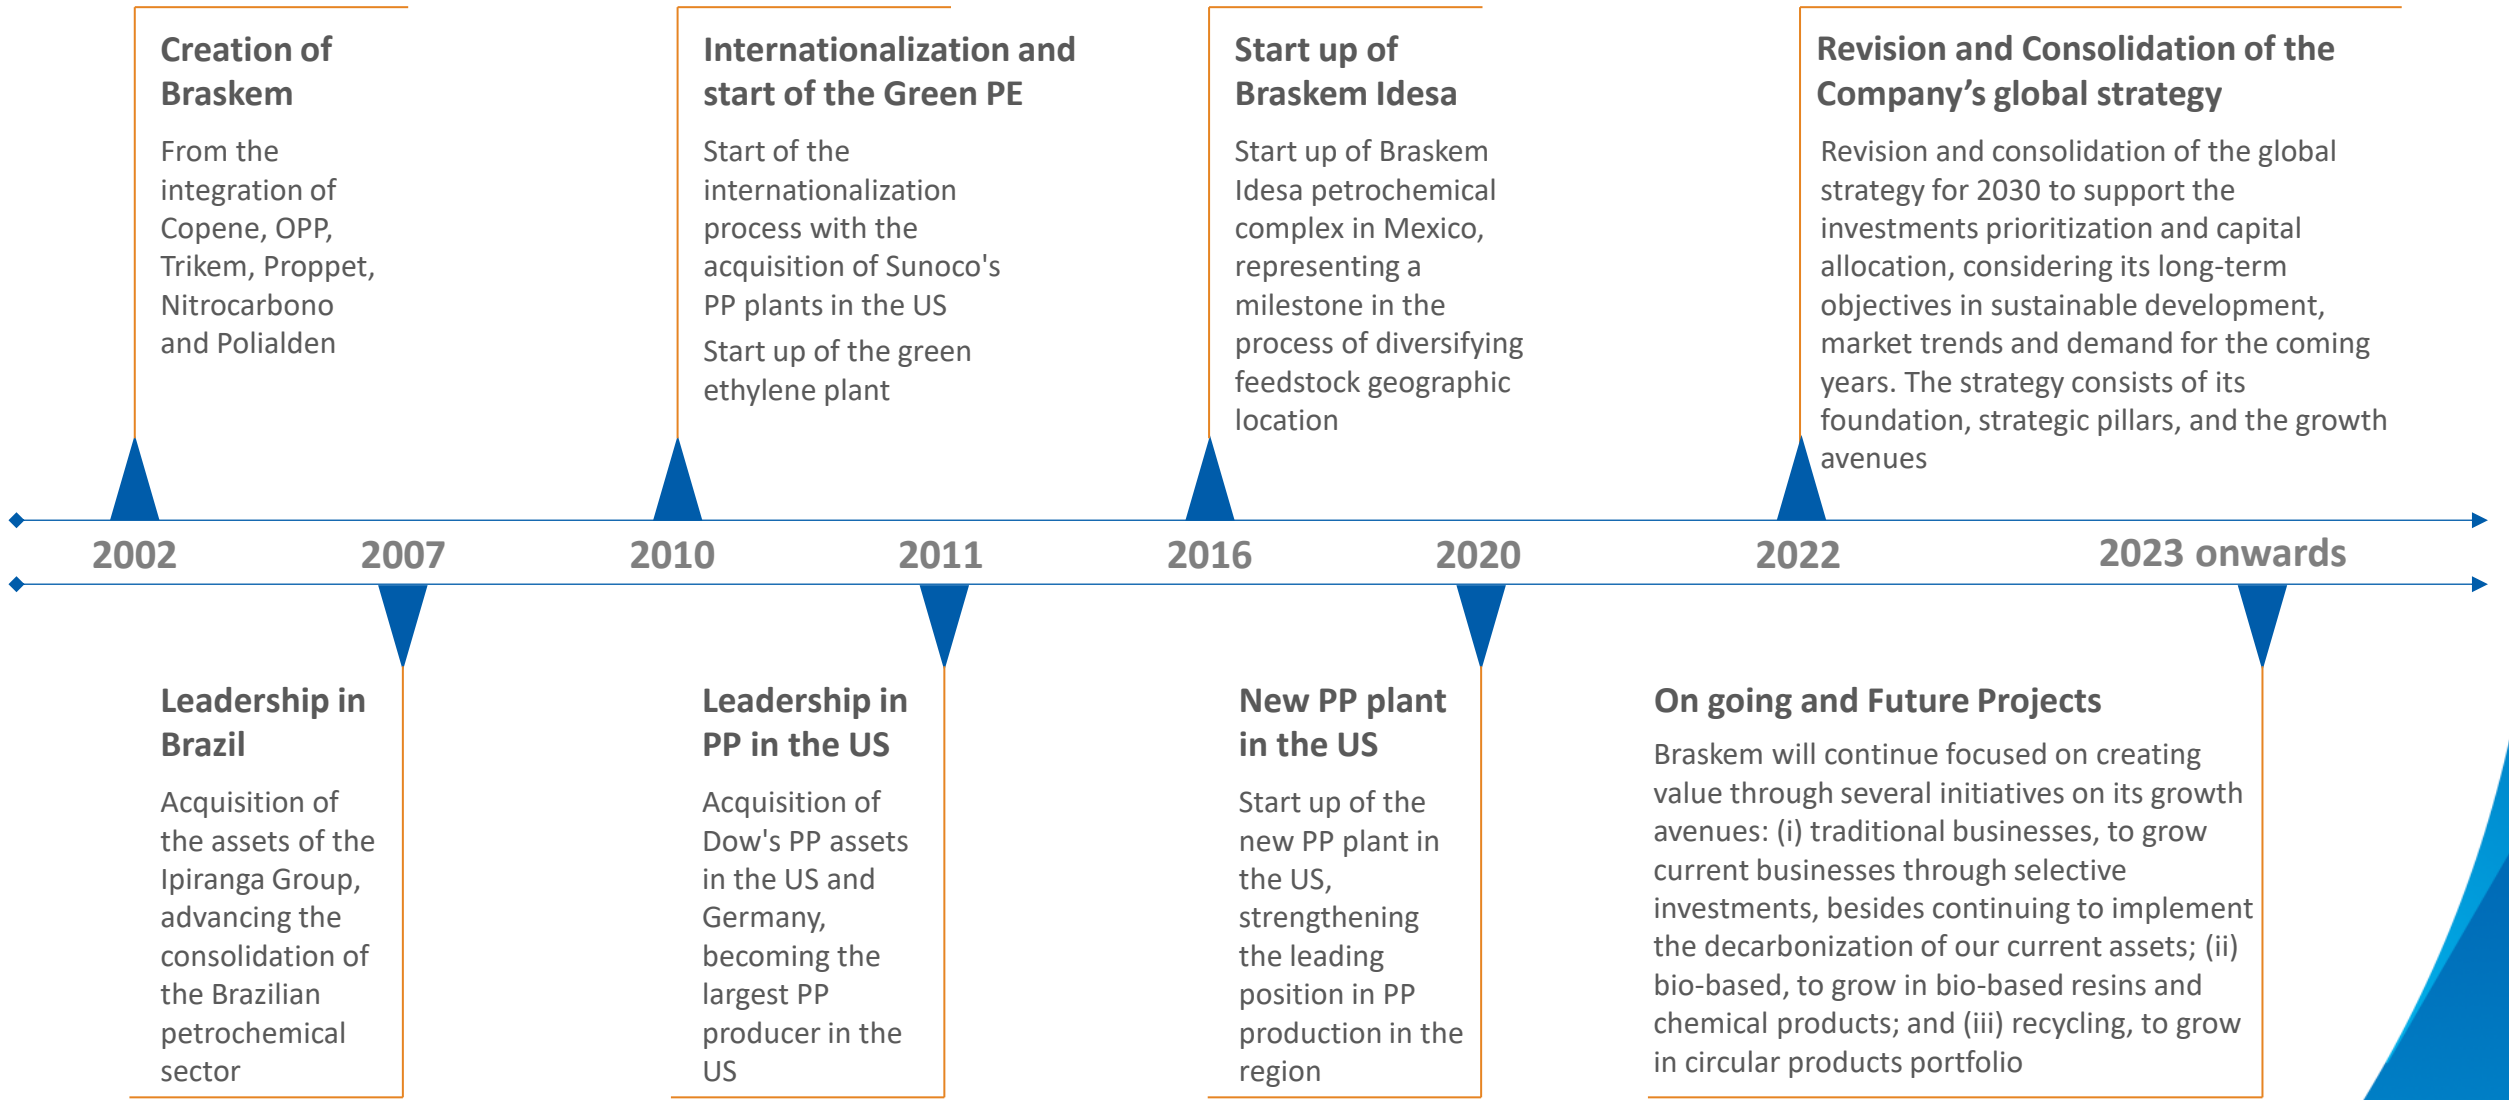 Creation of
Braskem
From the
integration of
Copene, OPP,
Trikem, Proppet,
Nitrocarbono
and Polialden
Internationalization and
start of the Green PE
Start of the
internationalization
process with the
acquisition of Sunoco's
PP plants in the US
Start up of the green
ethylene plant
Start up of
Braskem Idesa
Start up of Braskem
Idesa petrochemical
complex in Mexico,
representing a
milestone in the
process of diversifying
feedstock geographic
location
Revision and Consolidation of the
Company’s global strategy
Revision and consolidation of the global
strategy for 2030 to support the
investments prioritization and capital
allocation, considering its long-term
objectives in sustainable development,
market trends and demand for the coming
years. The strategy consists of its
foundation, strategic pillars, and the growth
avenues
2002 2007 2010 2011 2016 2020 2022 2023 onwards
Leadership in
Brazil
Acquisition of
the assets of the
Ipiranga Group,
advancing the
consolidation of
the Brazilian
petrochemical
sector
Leadership in
PP in the US
Acquisition of
Dow's PP assets
in the US and
Germany,
becoming the
largest PP
producer in the
US
New PP plant
in the US
Start up of the
new PP plant in
the US,
strengthening
the leading
position in PP
production in the
region
On going and Future Projects
Braskem will continue focused on creating
value through several initiatives on its growth
avenues: (i) traditional businesses, to grow
current businesses through selective
investments, besides continuing to implement
the decarbonization of our current assets; (ii)
bio-based, to grow in bio-based resins and
chemical products; and (iii) recycling, to grow
in circular products portfolio